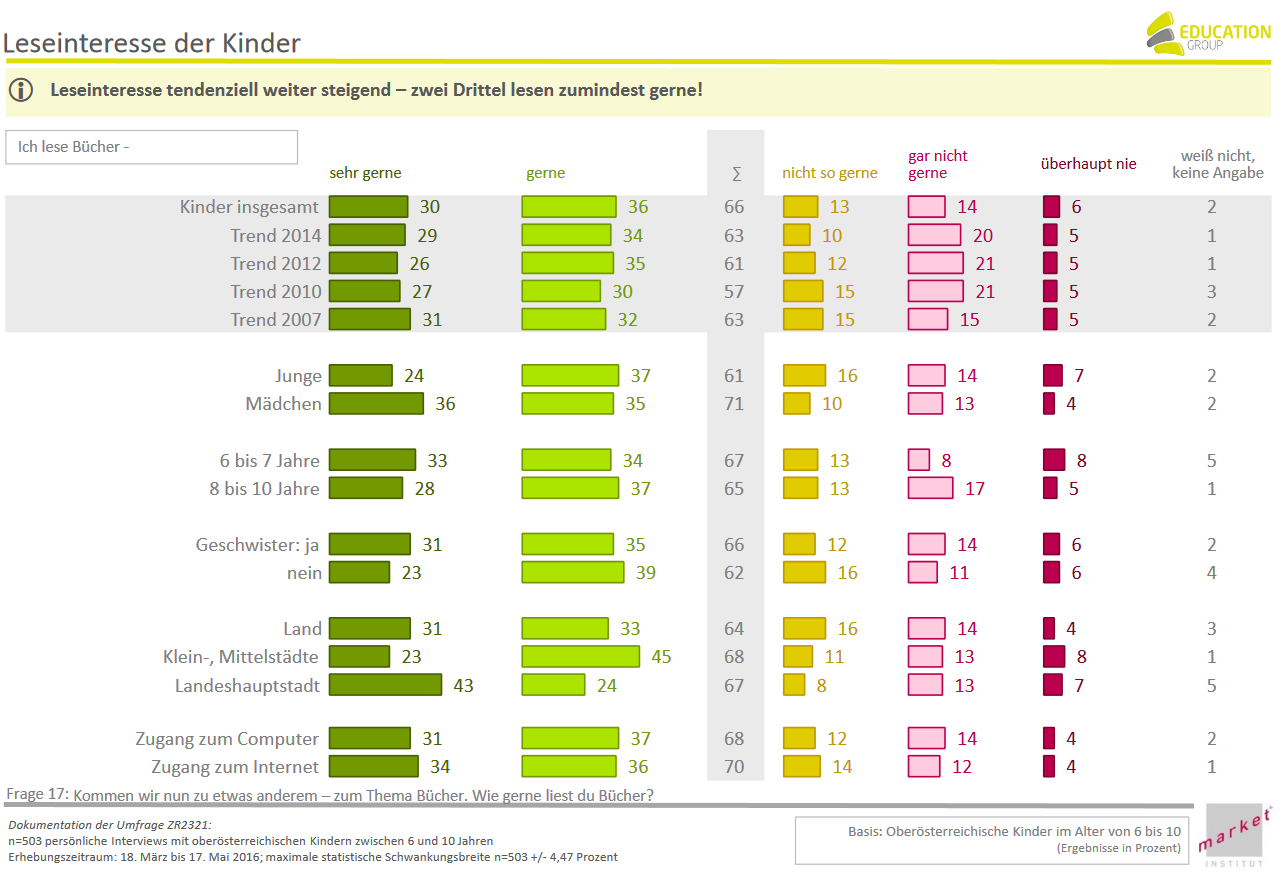 Leseinteresse der Kinder
EDUCATION
GROUP
Leseinteresse tendenziell weiter steigend – zwei Drittel lesen zumindest gerne!
Ich lese Bücher -
sehr gerne gerne Σ nicht so gerne gar nicht gerne überhaupt nie weiß nicht, keine Angabe
Kinder insgesamt 30 36 66 13 14 6 2
Trend 2014 29 34 63 10 20 5 1
Trend 2012 26 35 61 12 21 5 1
Trend 2010 27 30 57 15 21 5 3
Trend 2007 31 32 63 15 15 5 2
Junge 24 37 61 16 14 7 2
Mädchen 36 35 71 10 13 4 2
6 bis 7 Jahre 33 34 67 13 8 8 5
8 bis 10 Jahre 28 37 65 13 17 5 1
Geschwister: ja 31 35 66 12 14 6 2
nein 23 39 62 16 11 6 4
Land 31 33 64 16 14 4 3
Klein-, Mittelstädte 23 45 68 11 13 8 1
Landeshauptstadt 43 24 67 8 13 7 5
Zugang zum Computer 31 37 68 12 14 4 2
Zugang zum Internet 34 36 70 14 12 4 1
Frage 17: Kommen wir nun zu etwas anderem – zum Thema Bücher. Wie gerne liest du Bücher?
Dokumentation der Umfrage ZR2321:
n=503 persönliche Interviews mit oberösterreichischen Kindern zwischen 6 und 10 Jahren
Erhebungszeitraum: 18. März bis 17. Mai 2016; maximale statistische Schwankungsbreite n=503 +/- 4,47 Prozent
Basis: Oberösterreichische Kinder im Alter von 6 bis 10
(Ergebnisse in Prozent)
market
INSTITUT